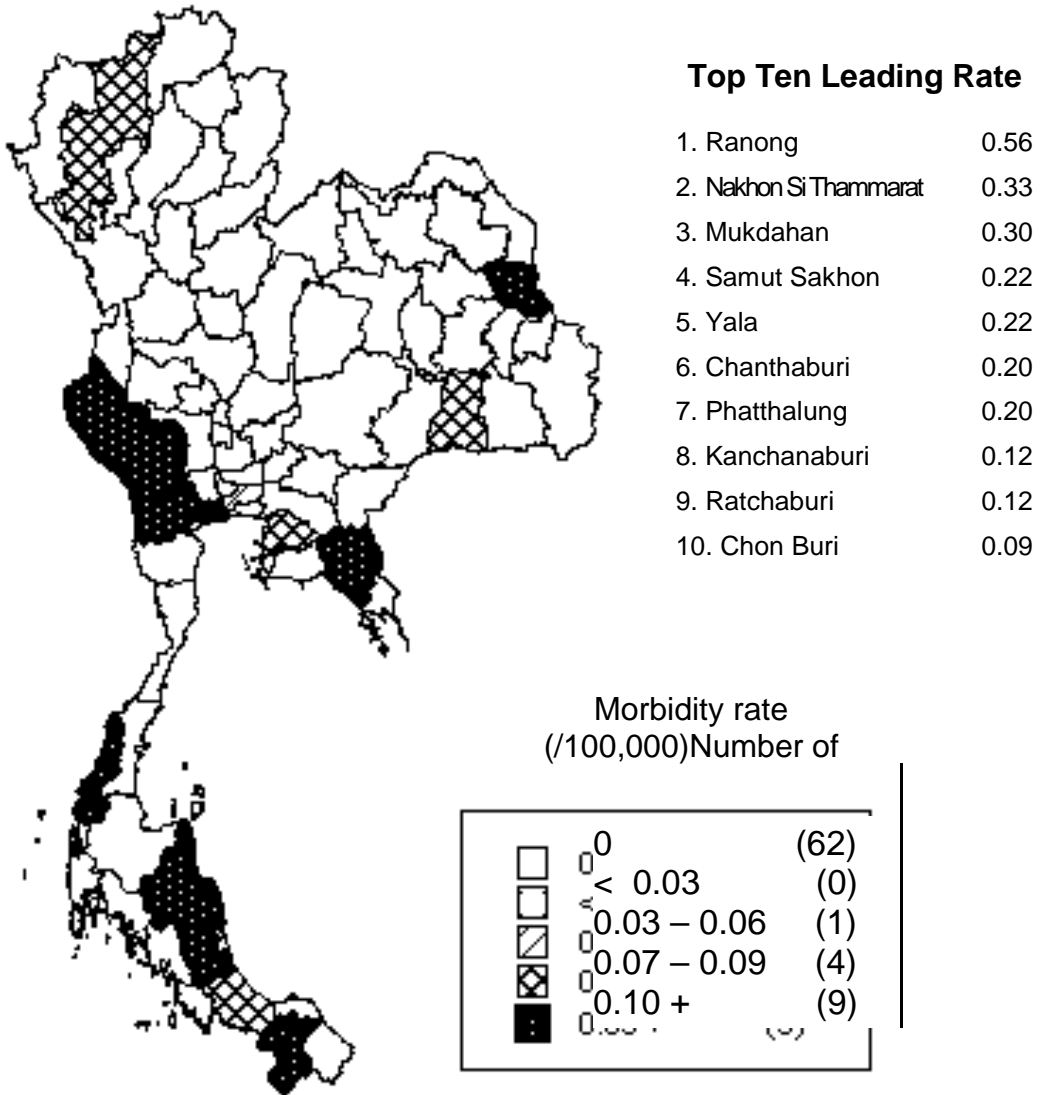 Top Ten Leading Rate
1. Ranong 0.56
2. Nakhon Si Thammarat 0.33
3. Mukdahan 0.30
4. Samut Sakhon 0.22
5. Yala 0.22
6. Chanthaburi 0.20
7. Phatthalung 0.20
8. Kanchanaburi 0.12
9. Ratchaburi 0.12
10. Chon Buri 0.09
Morbidity rate
(/100,000)Number of
0 (62)
< 0.03 (0)
0.03 – 0.06 (1)
0.07 – 0.09 (4)
0.10 + (9)